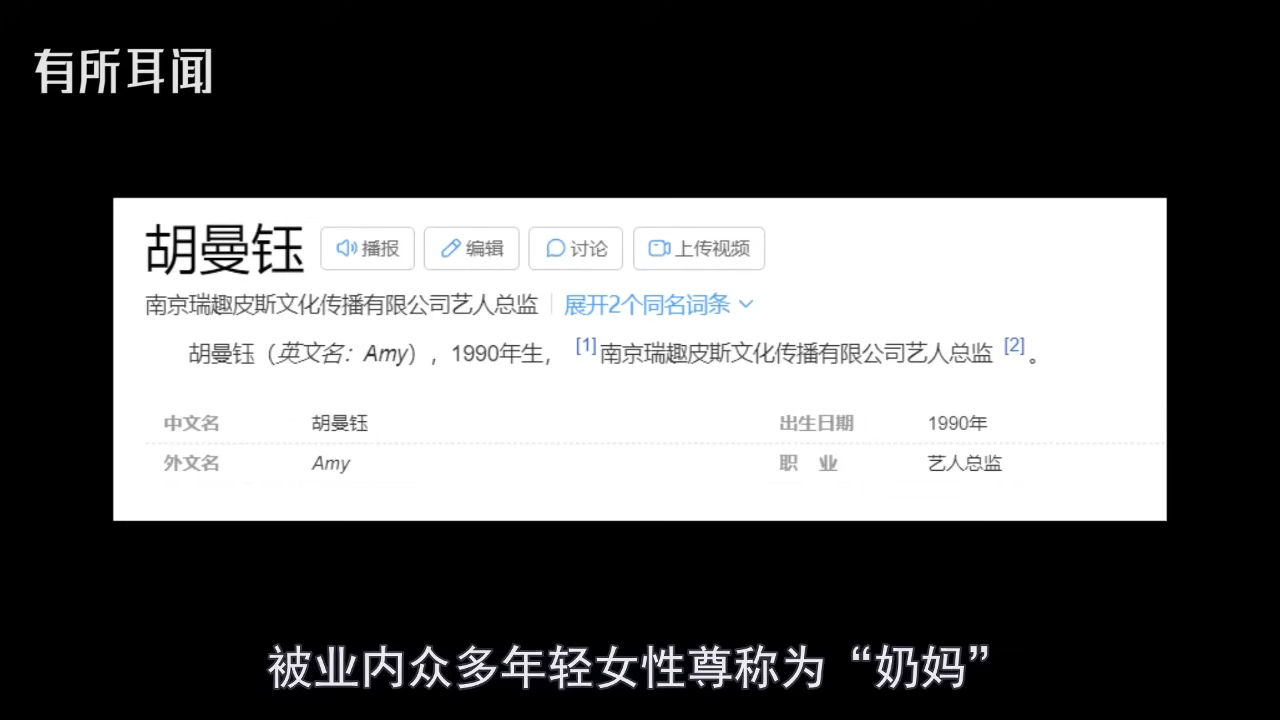 有所耳闻
胡曼钰 播报 编辑 讨论 上传视频
南京瑞趣皮斯文化传播有限公司艺人总监 展开2个同名词条
胡曼钰（英文名：Amy），1990年生，[1]南京瑞趣皮斯文化传播有限公司艺人总监 [2]。
中文名 胡曼钰 出生日期 1990年
外文名 Amy 职 业 艺人总监
被业内众多年轻女性尊称为“奶妈”